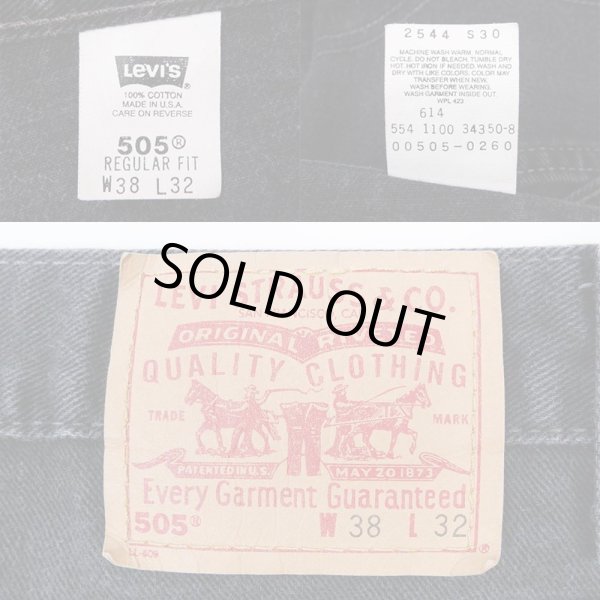 LEVI'S
100% COTTON
MADE IN U.S.A.
CARE ON REVERSE
505®
REGULAR FIT
W38 L32
2544 S30
MACHINE WASH WARM. NORMAL
CYCLE. DO NOT BLEACH. TUMBLE DRY
HOT. HOT IRON IF NEEDED. WASH AND
DRY WITH LIKE COLORS. COLOR MAY
TRANSFER WHEN NEW.
WASH BEFORE WEARING.
WASH GARMENT INSIDE OUT.
WPL 423
614
554 1100 34350-8
00505-0260
SOLD OUT
LEVI STRAUSS & CO.
ORIGINAL
QUALITY CLOTHING
TRADE MARK
PATENTED IN U.S. MAY 20 1873
Every Garment Guaranteed
505® W 38 L 32
®